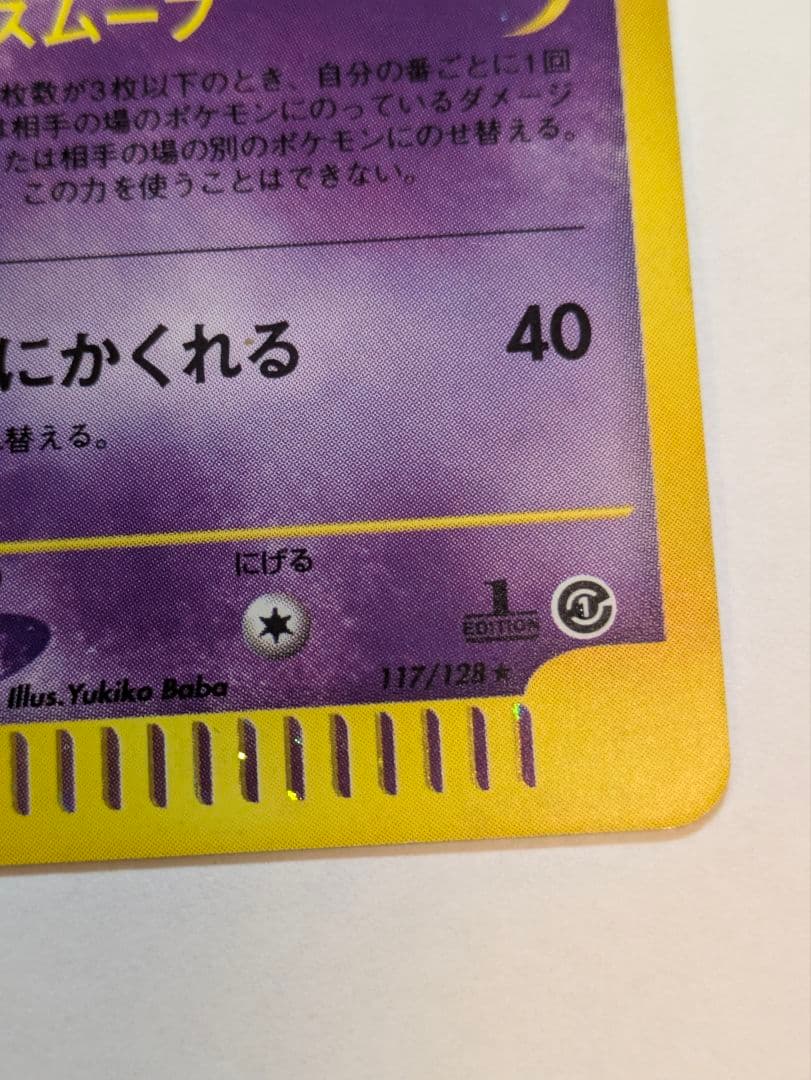 スムーブ
枚数が3枚以下のとき、自分の番ごとに1回
は相手の場のポケモンにのっているダメージ
たは相手の場の別のポケモンにのせ替える。
この力を使うことはできない。
にかくれる 40
替える。
にげる
1
EDITION
Illus.Yukiko Baba 117/128★